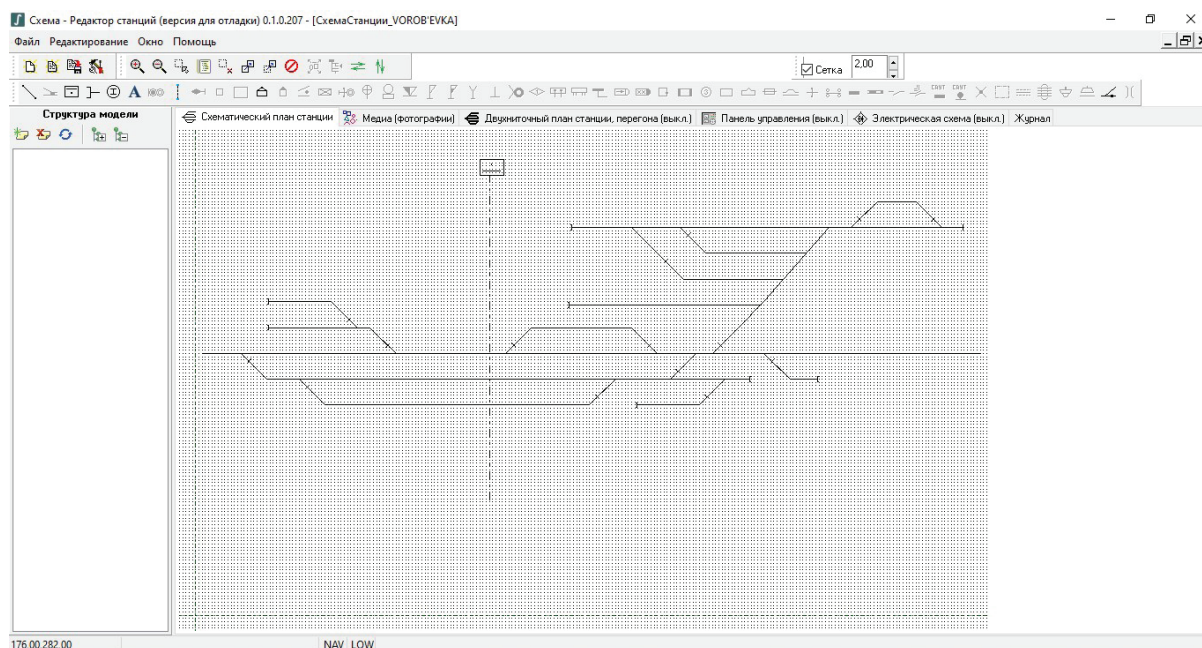 Схема - Редактор станций (версия для отладки) 0.1.0.207 - [СхемаСтанции_VOROB'EVKA]
Файл Редактирование Окно Помощь
Сетка 2,00
Структура модели
Схематический план станции Медиа (фотографии) Двухниточный план станции, перегона (выкл.) Панель управления (выкл.) Электрическая схема (выкл.) Журнал
176.00.282.00 NAV LOW